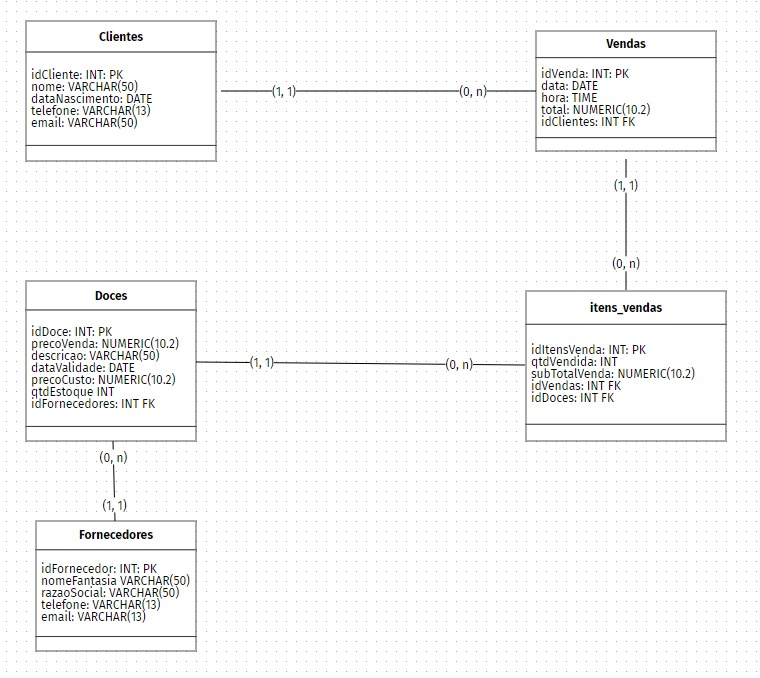 Clientes
idCliente: INT: PK
nome: VARCHAR(50)
dataNascimento: DATE
telefone: VARCHAR(13)
email: VARCHAR(50)
(1, 1)
(0, n)
Vendas
idVenda: INT: PK
data: DATE
hora: TIME
total: NUMERIC(10.2)
idClientes: INT FK
(1, 1)
(0, n)
Doces
idDoce: INT: PK
precoVenda: NUMERIC(10.2)
descricao: VARCHAR(50)
dataValidade: DATE
precoCusto: NUMERIC(10.2)
qtdEstoque INT
idFornecedores: INT FK
(1, 1)
(0, n)
itens_vendas
idItensVenda: INT: PK
qtdVendida: INT
subTotalVenda: NUMERIC(10.2)
idVendas: INT FK
idDoces: INT FK
(0, n)
(1, 1)
Fornecedores
idFornecedor: INT: PK
nomeFantasia VARCHAR(50)
razaoSocial: VARCHAR(50)
telefone: VARCHAR(13)
email: VARCHAR(13)